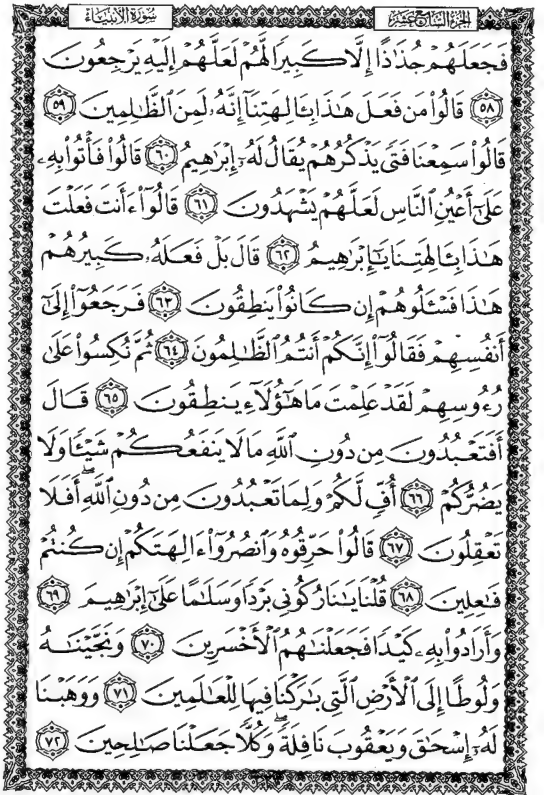 الجزء السابع عشر
سورة الأنبياء
فَجَعَلَهُمْ جُذَٰذًا إِلَّا كَبِيرًا لَّهُمْ لَعَلَّهُمْ إِلَيْهِ يَرْجِعُونَ
٥٨ قَالُوا۟ مَن فَعَلَ هَٰذَا بِـَٔالِهَتِنَآ إِنَّهُۥ لَمِنَ ٱلظَّٰلِمِينَ ٥٩
قَالُوا۟ سَمِعْنَا فَتًى يَذْكُرُهُمْ يُقَالُ لَهُۥٓ إِبْرَٰهِيمُ ٦٠ قَالُوا۟ فَأْتُوا۟ بِهِۦ
عَلَىٰٓ أَعْيُنِ ٱلنَّاسِ لَعَلَّهُمْ يَشْهَدُونَ ٦١ قَالُوٓا۟ ءَأَنتَ فَعَلْتَ
هَٰذَا بِـَٔالِهَتِنَا يَٰٓإِبْرَٰهِيمُ ٦٢ قَالَ بَلْ فَعَلَهُۥ كَبِيرُهُمْ
هَٰذَا فَسْـَٔلُوهُمْ إِن كَانُوا۟ يَنطِقُونَ ٦٣ فَرَجَعُوٓا۟ إِلَىٰٓ
أَنفُسِهِمْ فَقَالُوٓا۟ إِنَّكُمْ أَنتُمُ ٱلظَّٰلِمُونَ ٦٤ ثُمَّ نُكِسُوا۟ عَلَىٰ
رُءُوسِهِمْ لَقَدْ عَلِمْتَ مَا هَٰٓؤُلَآءِ يَنطِقُونَ ٦٥ قَالَ
أَفَتَعْبُدُونَ مِن دُونِ ٱللَّهِ مَا لَا يَنفَعُكُمْ شَيْـًٔا وَلَا
يَضُرُّكُمْ ٦٦ أُفٍّ لَّكُمْ وَلِمَا تَعْبُدُونَ مِن دُونِ ٱللَّهِ ۖ أَفَلَا
تَعْقِلُونَ ٦٧ قَالُوا۟ حَرِّقُوهُ وَٱنصُرُوٓا۟ ءَالِهَتَكُمْ إِن كُنتُمْ
فَٰعِلِينَ ٦٨ قُلْنَا يَٰنَارُ كُونِى بَرْدًا وَسَلَٰمًا عَلَىٰٓ إِبْرَٰهِيمَ ٦٩
وَأَرَادُوا۟ بِهِۦ كَيْدًا فَجَعَلْنَٰهُمُ ٱلْأَخْسَرِينَ ٧٠ وَنَجَّيْنَٰهُ
وَلُوطًا إِلَى ٱلْأَرْضِ ٱلَّتِى بَٰرَكْنَا فِيهَا لِلْعَٰلَمِينَ ٧١ وَوَهَبْنَا
لَهُۥٓ إِسْحَٰقَ وَيَعْقُوبَ نَافِلَةً ۖ وَكُلًّا جَعَلْنَا صَٰلِحِينَ ٧٢